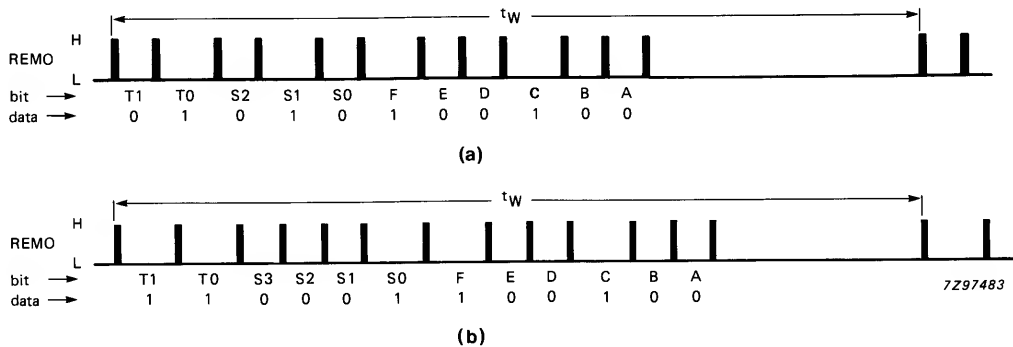 tW
H
REMO
L
bit → T1 T0 S2 S1 S0 F E D C B A
data → 0 1 0 1 0 1 0 0 1 0 0
(a)
tW
H
REMO
L
bit → T1 T0 S3 S2 S1 S0 F E D C B A
data → 1 1 0 0 0 1 1 0 0 1 0 0
7Z97483
(b)